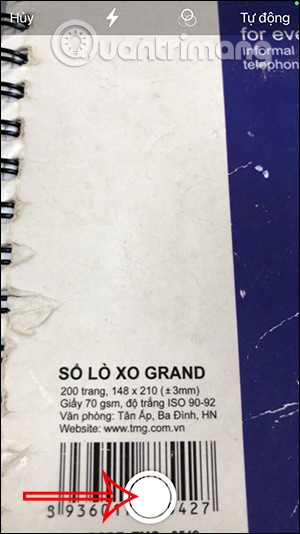 Hủy
Tự động
Quantrimang
for eve
informal
telephon
SỔ LÒ XO GRAND
200 trang, 148 x 210 (±3mm)
Giấy 70 gsm, độ trắng ISO 90-92
Văn phòng: Tân Ấp, Ba Đình, HN
Website: www.tmg.com.vn
427